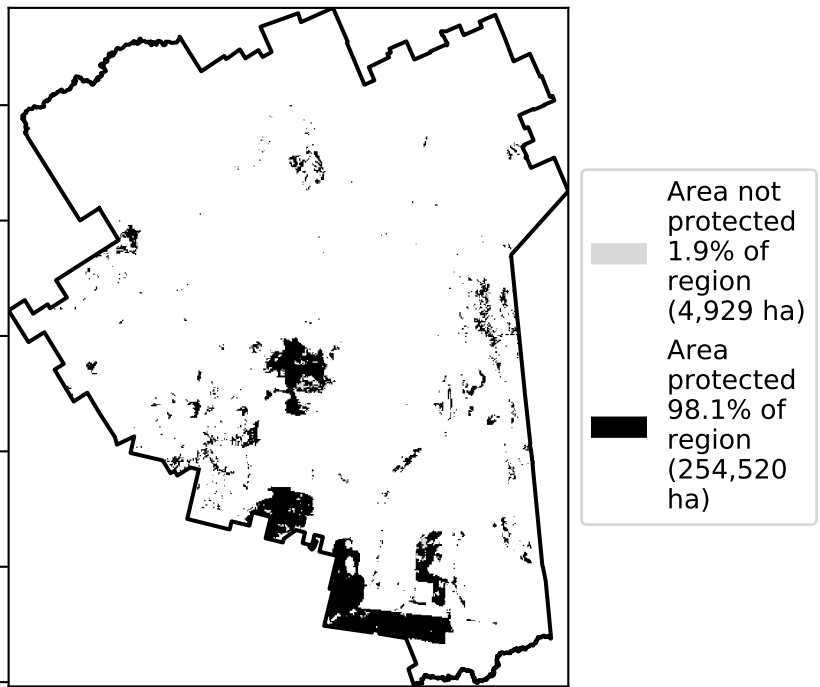 Area not
protected
1.9% of
region
(4,929 ha)
Area
protected
98.1% of
region
(254,520
ha)